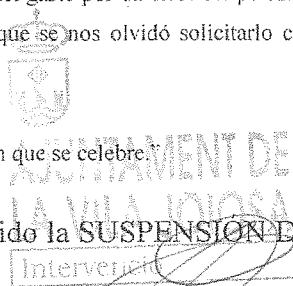 que se nos olvidó solicitarlo c
n que se celebre."
AJUNTAMENT DE
LA VILA JOIOSA
ido la SUSPENSIÓN D
Intervenció